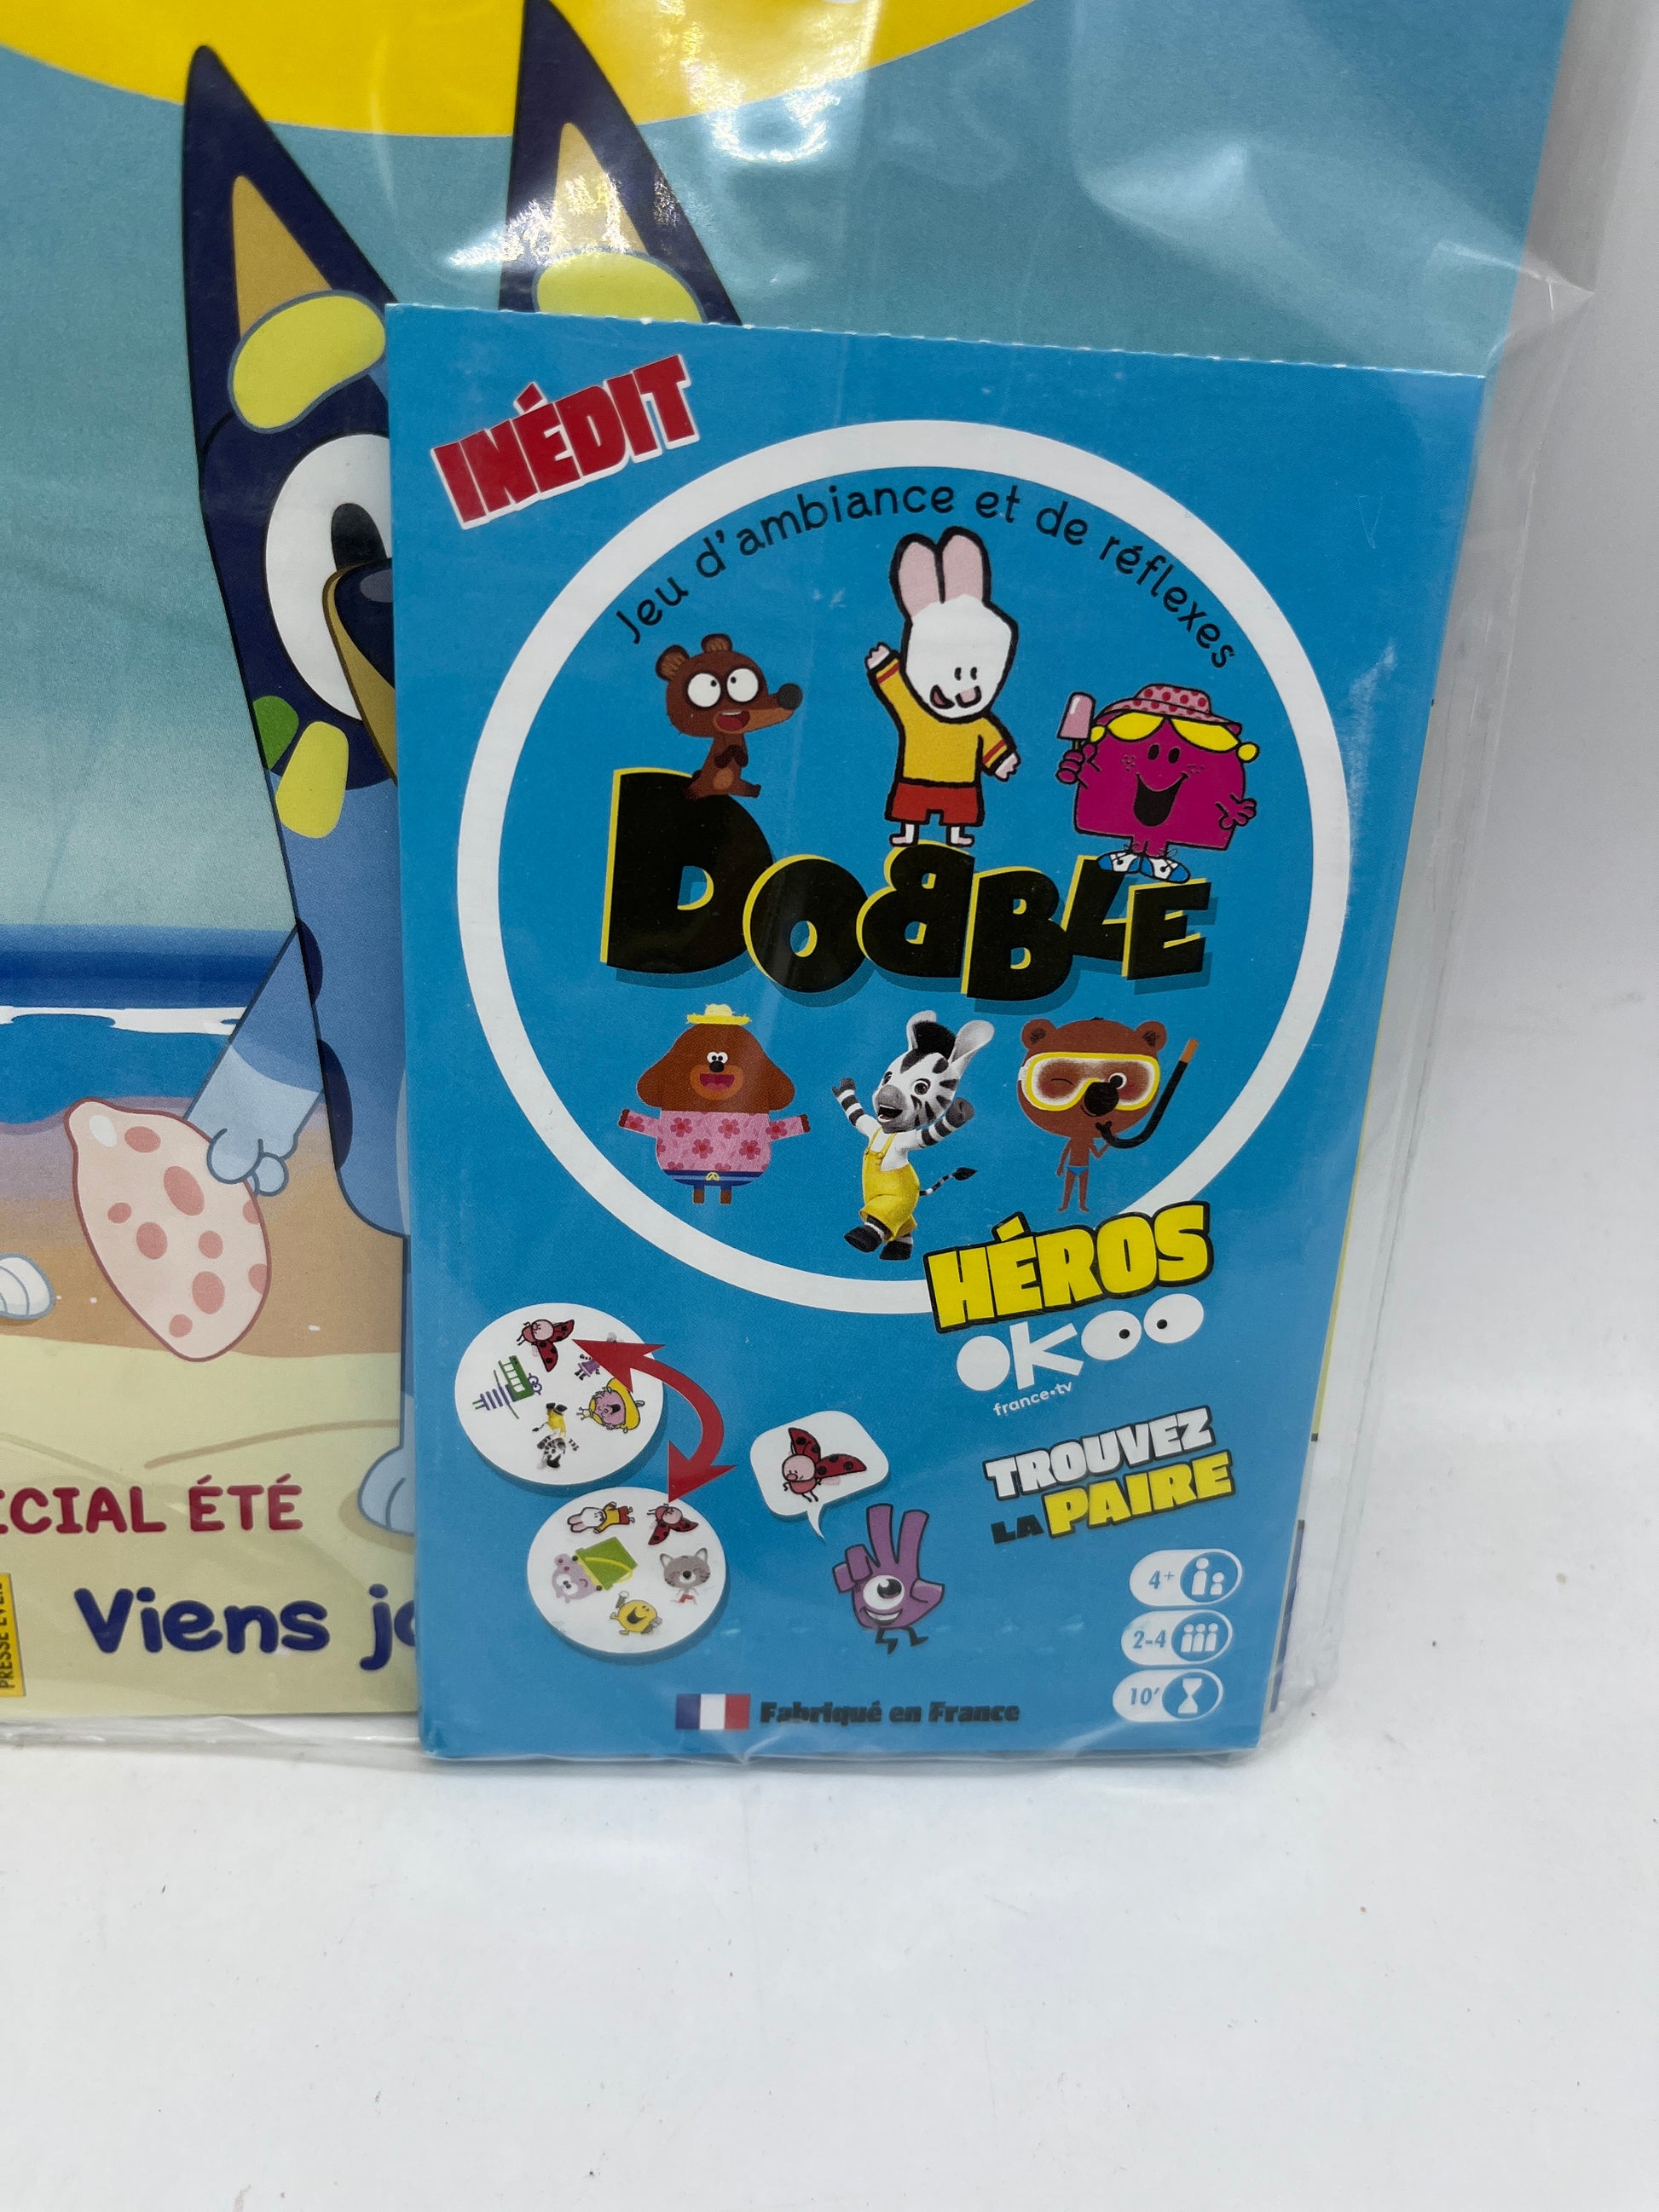 INÉDIT
Jeu d'ambiance et de réflexes
DOBBLE
HÉROS
okoo
france•tv
TROUVEZ
LA PAIRE
4+
2-4
10'
Fabriqué en France
ÉTÉ
Viens